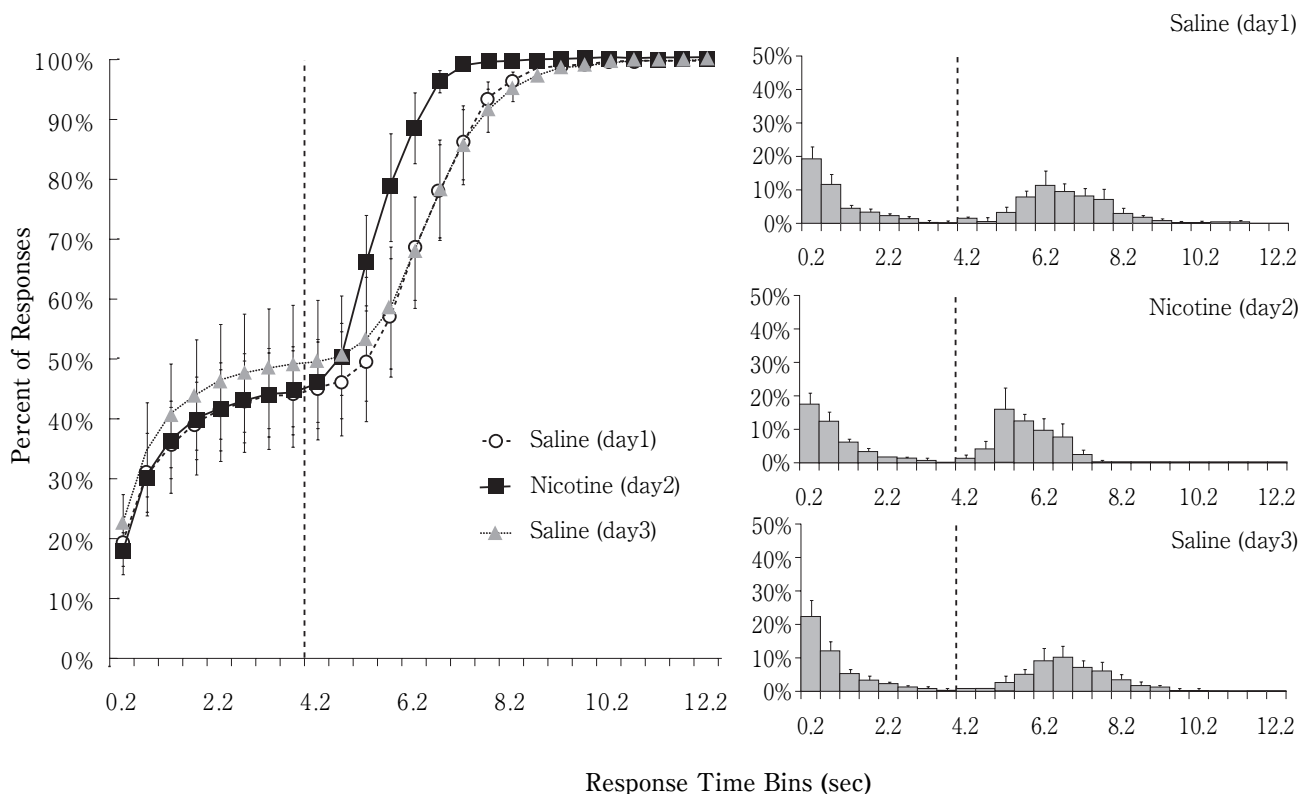 100%
90%
80%
70%
60%
50%
40%
30%
20%
10%
0%
Percent of Responses
0.2 2.2 4.2 6.2 8.2 10.2 12.2
Saline (day1)
Nicotine (day2)
Saline (day3)
Saline (day1)
50%
40%
30%
20%
10%
0%
0.2 2.2 4.2 6.2 8.2 10.2 12.2
Nicotine (day2)
50%
40%
30%
20%
10%
0%
0.2 2.2 4.2 6.2 8.2 10.2 12.2
Saline (day3)
50%
40%
30%
20%
10%
0%
0.2 2.2 4.2 6.2 8.2 10.2 12.2
Response Time Bins (sec)